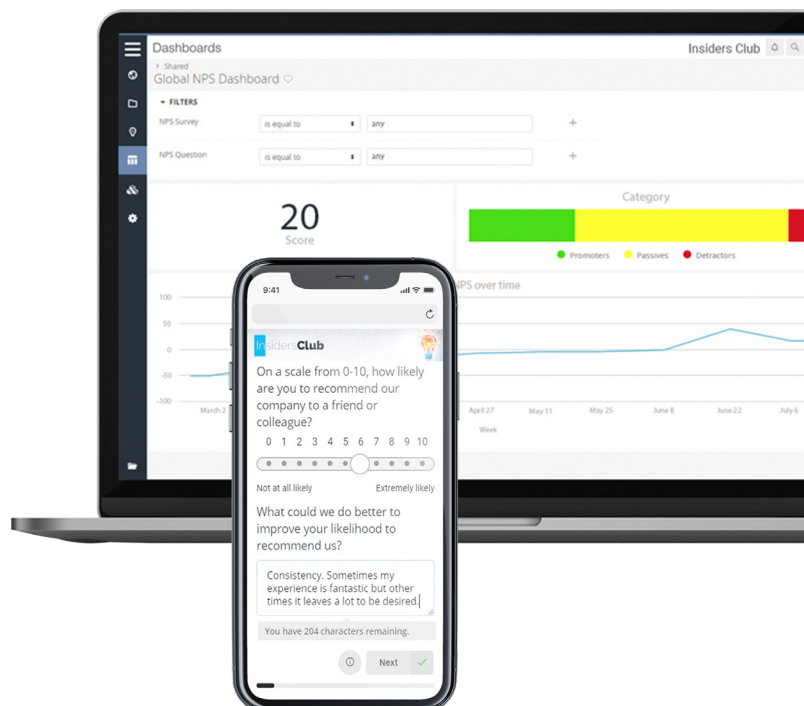 Dashboards
Insiders Club
> Shared
Global NPS Dashboard
FILTERS
NPS Survey
is equal to
any
+
NPS Question
is equal to
any
+
20
Score
Category
Promoters
Passives
Detractors
NPS over time
100
50
0
-50
-100
March 2
April 27
May 11
May 25
June 8
June 22
July 6
Week
9:41
InsidersClub
On a scale from 0-10, how likely
are you to recommend our
company to a friend or
colleague?
0 1 2 3 4 5 6 7 8 9 10
Not at all likely
Extremely likely
What could we do better to
improve your likelihood to
recommend us?
Consistency. Sometimes my
experience is fantastic but other
times it leaves a lot to be desired.
You have 204 characters remaining.
Next